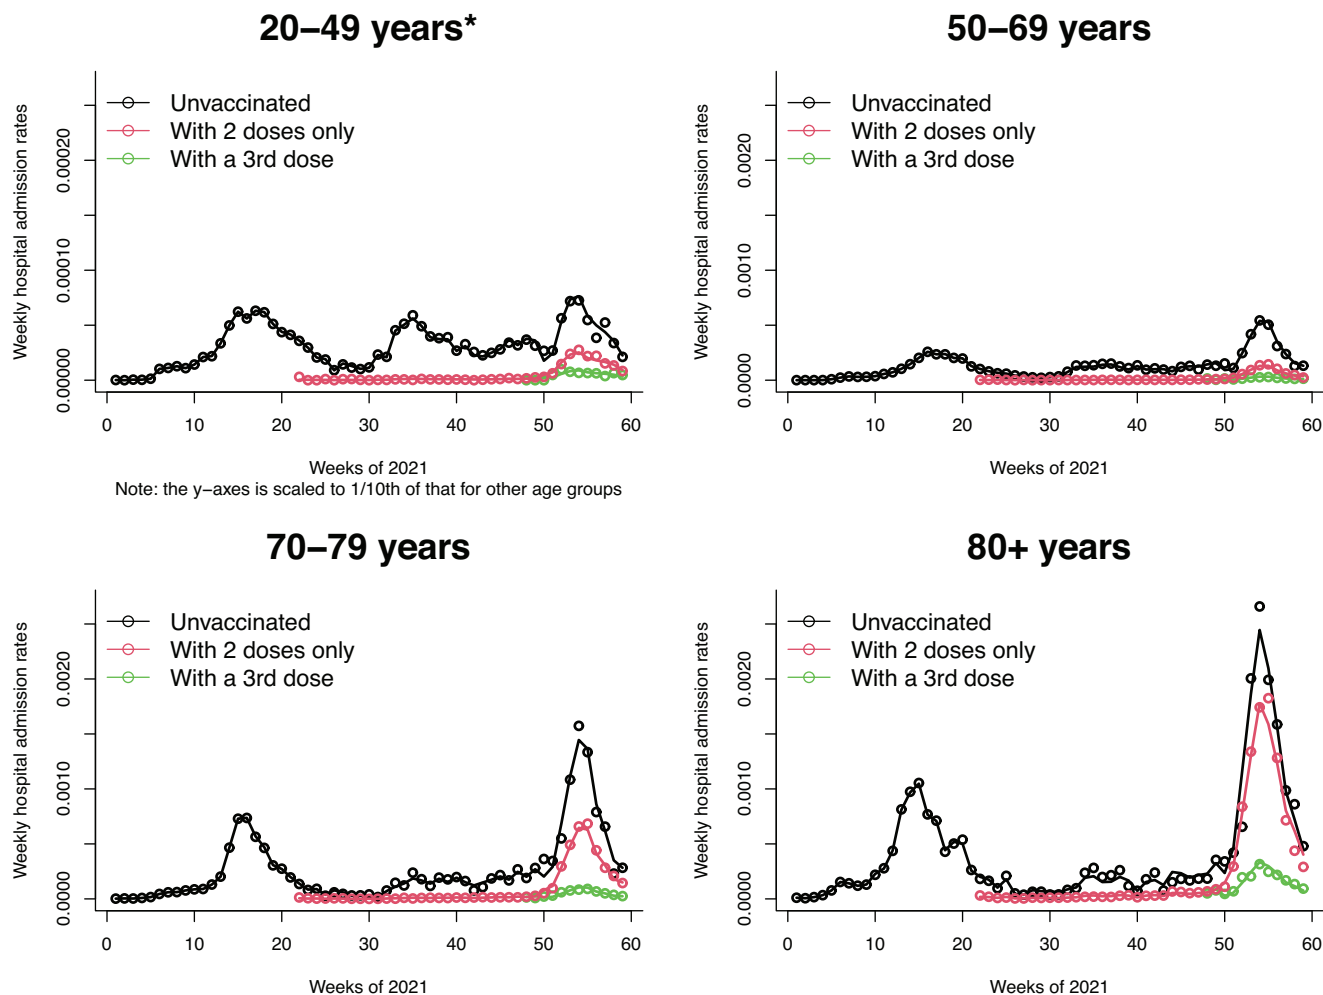 20–49 years*
Weekly hospital admission rates
0.00000 0.00010 0.00020
Unvaccinated
With 2 doses only
With a 3rd dose
0 10 20 30 40 50 60
Weeks of 2021
Note: the y–axes is scaled to 1/10th of that for other age groups
50–69 years
Weekly hospital admission rates
0.0000 0.0010 0.0020
Unvaccinated
With 2 doses only
With a 3rd dose
0 10 20 30 40 50 60
Weeks of 2021
70–79 years
Weekly hospital admission rates
0.0000 0.0010 0.0020
Unvaccinated
With 2 doses only
With a 3rd dose
0 10 20 30 40 50 60
Weeks of 2021
80+ years
Weekly hospital admission rates
0.0000 0.0010 0.0020
Unvaccinated
With 2 doses only
With a 3rd dose
0 10 20 30 40 50 60
Weeks of 2021